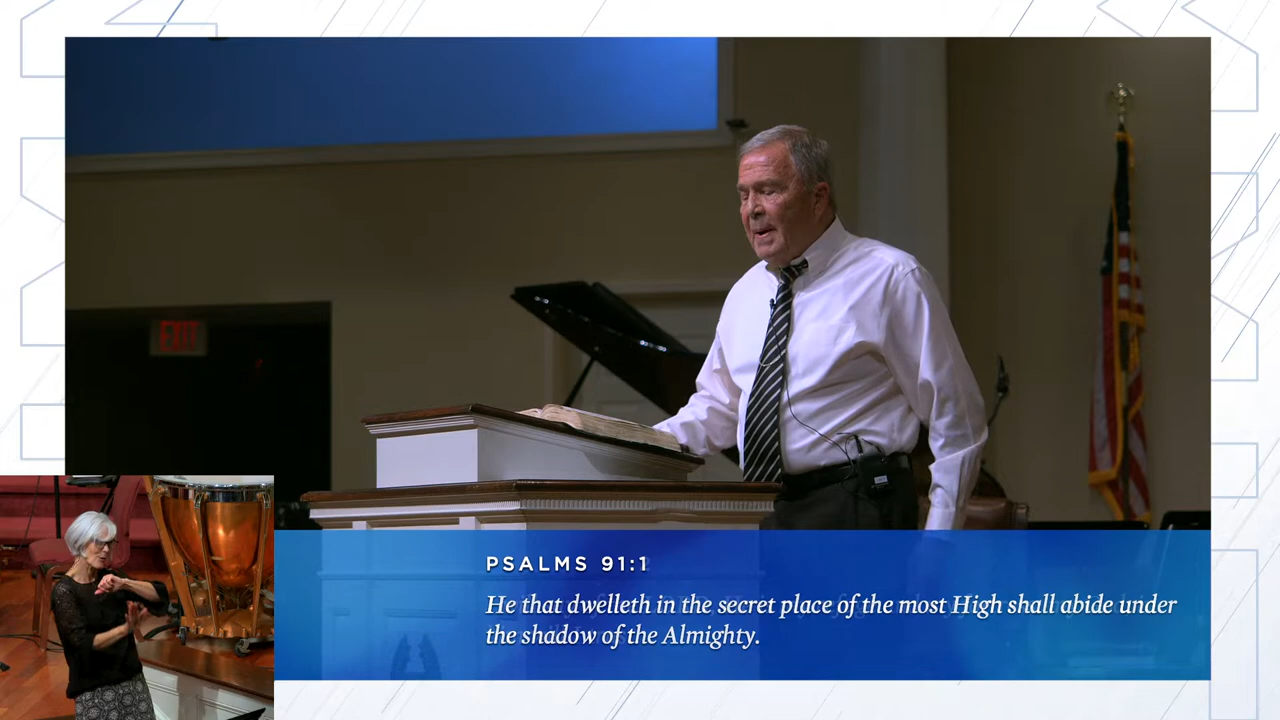 EXIT
PSALMS 91:1
He that dwelleth in the secret place of the most High shall abide under
the shadow of the Almighty.